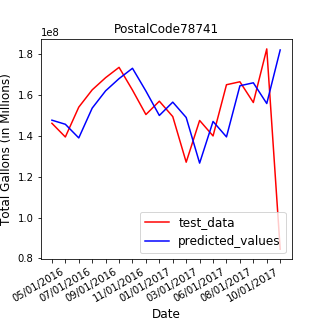 PostalCode78741
1e8
1.8
1.6
1.4
1.2
1.0
0.8
Total Gallons (in Millions)
test_data
predicted_values
05/01/2016
07/01/2016
09/01/2016
11/01/2016
01/01/2017
03/01/2017
06/01/2017
08/01/2017
10/01/2017
Date